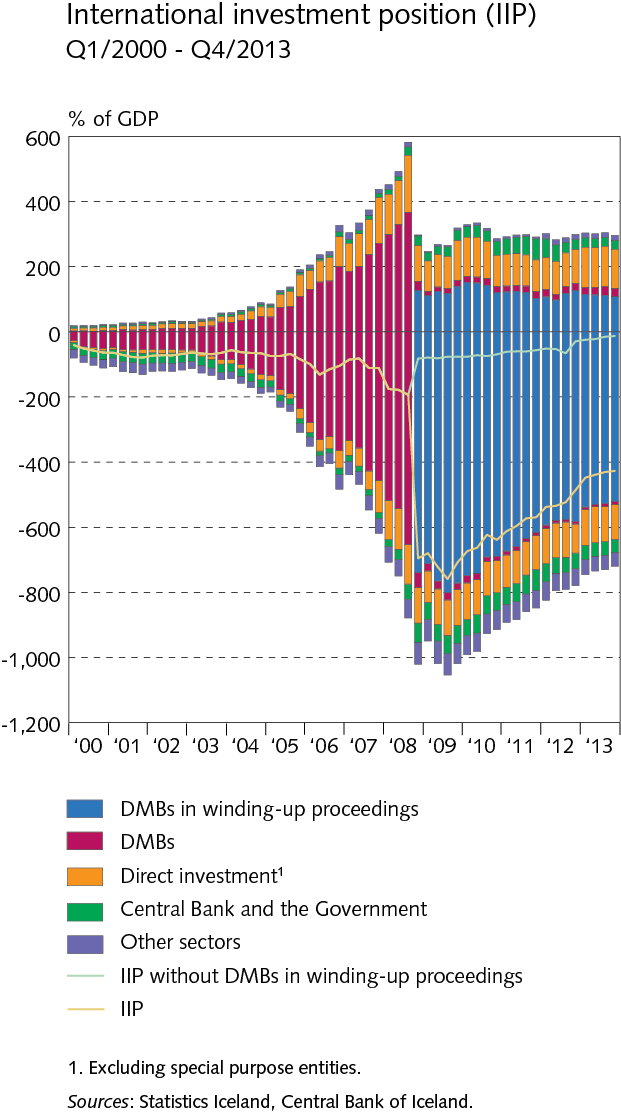 International investment position (IIP)
Q1/2000 - Q4/2013
% of GDP
600
400
200
0
-200
-400
-600
-800
-1,000
-1,200
‘00 ‘01 ‘02 ‘03 ‘04 ‘05 ‘06 ‘07 ‘08 ‘09 ‘10 ‘11 ‘12 ‘13
DMBs in winding-up proceedings
DMBs
Direct investment¹
Central Bank and the Government
Other sectors
IIP without DMBs in winding-up proceedings
IIP
1. Excluding special purpose entities.
Sources: Statistics Iceland, Central Bank of Iceland.